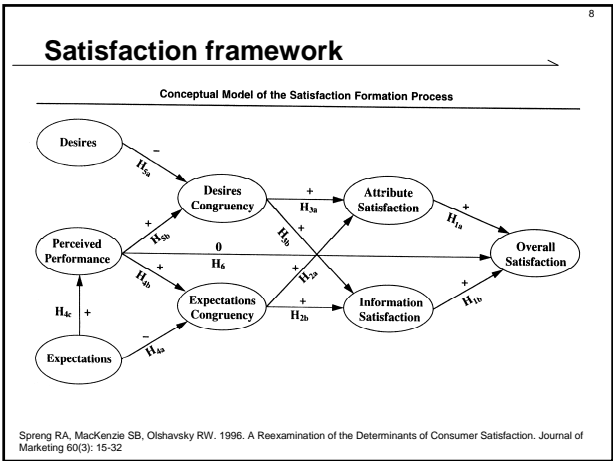 8
Satisfaction framework
Conceptual Model of the Satisfaction Formation Process
Desires
–
H5a
Desires
Congruency
+
H3a
Attribute
Satisfaction
+
H1a
+
H5b
+
H3b
Perceived
Performance
0
H6
Overall
Satisfaction
+
H4b
+
H2a
H4c +
Expectations
Congruency
+
H2b
Information
Satisfaction
+
H1b
–
H4a
Expectations
Spreng RA, MacKenzie SB, Olshavsky RW. 1996. A Reexamination of the Determinants of Consumer Satisfaction. Journal of
Marketing 60(3): 15-32